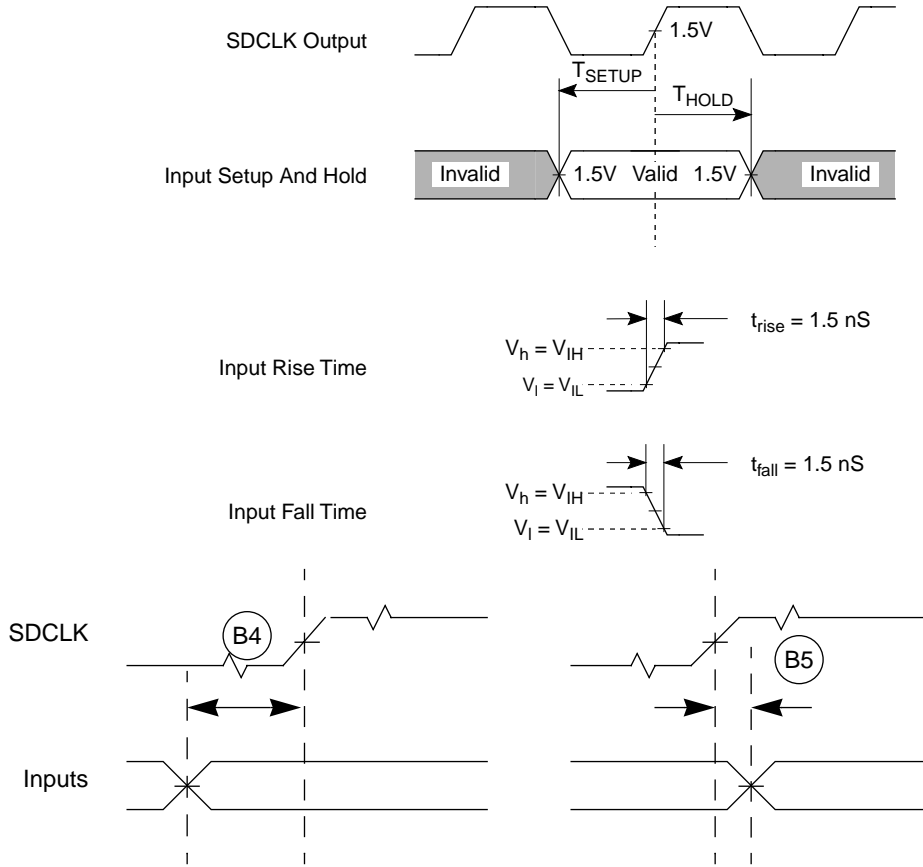 SDCLK Output
1.5V
TSETUP
THOLD
Input Setup And Hold
Invalid 1.5V Valid 1.5V Invalid
trise = 1.5 nS
Vh = VIH
Input Rise Time
Vl = VIL
tfall = 1.5 nS
Vh = VIH
Input Fall Time
Vl = VIL
SDCLK
B4
B5
Inputs